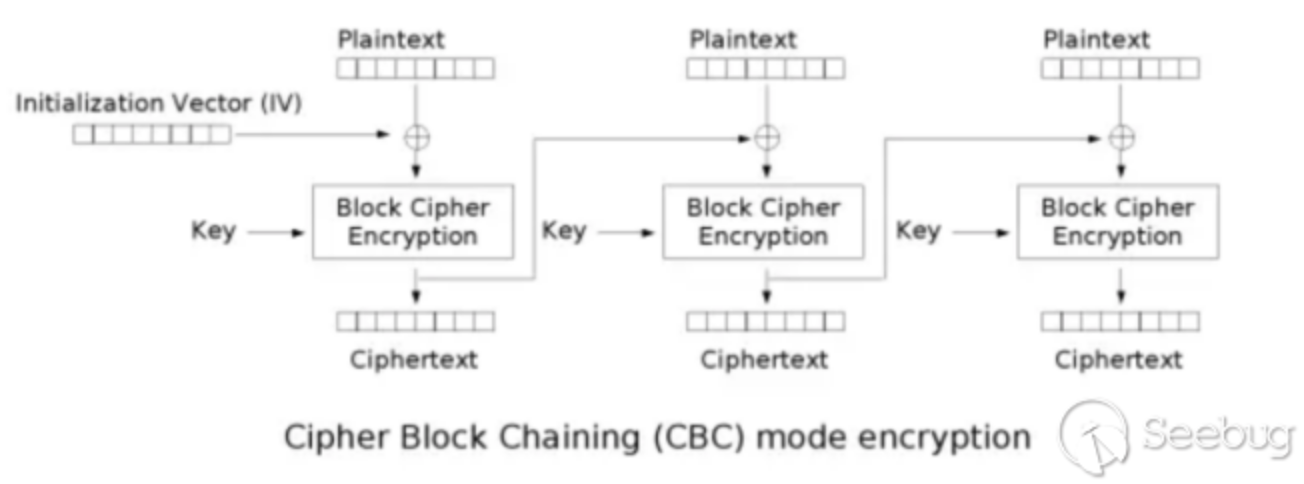 Plaintext
Plaintext
Plaintext
Initialization Vector (IV)
Key
Block Cipher
Encryption
Key
Block Cipher
Encryption
Key
Block Cipher
Encryption
Ciphertext
Ciphertext
Ciphertext
Cipher Block Chaining (CBC) mode encryption
Seebug